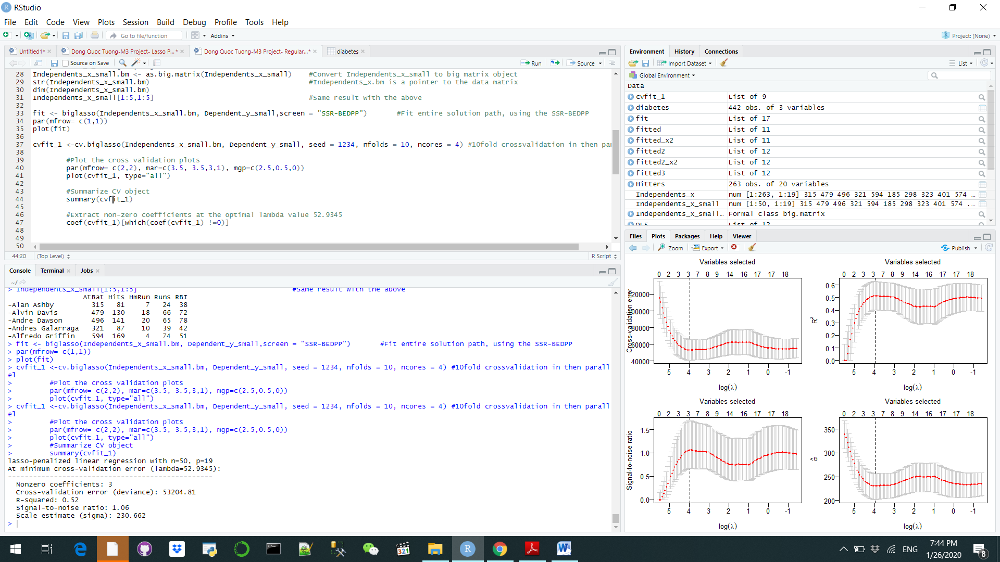 RStudio
File Edit Code View Plots Session Build Debug Profile Tools Help
Go to file/function Addins Project: (None)
Untitled1* Dong Quoc Tuong-M3 Project- Lasso P...* Dong Quoc Tuong-M3 Project- Regular...* diabetes
Source on Save Run Source
28 Independents_x_small.bm <- as.big.matrix(Independents_x_small) #Convert Independents_x_small to big matrix object
29 str(Independents_x_small.bm) #Independents_x.bm is a pointer to the data matrix
30 dim(Independents_x_small.bm)
31 Independents_x_small[1:5,1:5] #Same result with the above
32
33 fit <- biglasso(Independents_x_small.bm, Dependent_y_small,screen = "SSR-BEDPP") #Fit entire solution path, using the SSR-BEDPP
34 par(mfrow= c(1,1))
35 plot(fit)
36
37 cvfit_1 <-cv.biglasso(Independents_x_small.bm, Dependent_y_small, seed = 1234, nfolds = 10, ncores = 4) #10fold crossvalidation in then par
38
39 #Plot the cross validation plots
40 par(mfrow= c(2,2), mar=c(3.5, 3.5,3,1), mgp=c(2.5,0.5,0))
41 plot(cvfit_1, type="all")
42
43 #Summarize CV object
44 summary(cvfit_1)
45
46 #Extract non-zero coefficients at the optimal lambda value 52.9345
47 coef(cvfit_1)[which(coef(cvfit_1) !=0)]
48
49
50
44:20 (Top Level) R Script
Console Terminal Jobs
~/
> Independents_x_small[1:5,1:5] #Same result with the above
AtBat Hits HmRun Runs RBI
-Alan Ashby 315 81 7 24 38
-Alvin Davis 479 130 18 66 72
-Andre Dawson 496 141 20 65 78
-Andres Galarraga 321 87 10 39 42
-Alfredo Griffin 594 169 4 74 51
> fit <- biglasso(Independents_x_small.bm, Dependent_y_small,screen = "SSR-BEDPP") #Fit entire solution path, using the SSR-BEDPP
> par(mfrow= c(1,1))
> plot(fit)
> cvfit_1 <-cv.biglasso(Independents_x_small.bm, Dependent_y_small, seed = 1234, nfolds = 10, ncores = 4) #10fold crossvalidation in then parall
el
> #Plot the cross validation plots
> par(mfrow= c(2,2), mar=c(3.5, 3.5,3,1), mgp=c(2.5,0.5,0))
> plot(cvfit_1, type="all")
> cvfit_1 <-cv.biglasso(Independents_x_small.bm, Dependent_y_small, seed = 1234, nfolds = 10, ncores = 4) #10fold crossvalidation in then parall
el
> #Plot the cross validation plots
> par(mfrow= c(2,2), mar=c(3.5, 3.5,3,1), mgp=c(2.5,0.5,0))
> plot(cvfit_1, type="all")
> #Summarize CV object
> summary(cvfit_1)
lasso-penalized linear regression with n=50, p=19
At minimum cross-validation error (lambda=52.9345):
-------------------------------------------------
Nonzero coefficients: 3
Cross-validation error (deviance): 53204.81
R-squared: 0.52
Signal-to-noise ratio: 1.06
Scale estimate (sigma): 230.662
>
Environment History Connections
Import Dataset List
Global Environment
Data
cvfit_1 List of 9
diabetes 442 obs. of 3 variables
fit List of 17
fitted List of 11
fitted_x2 List of 11
fitted2 List of 12
fitted2_x2 List of 12
fitted3 List of 12
Hitters 263 obs. of 20 variables
Independents_x num [1:263, 1:19] 315 479 496 321 594 185 298 323 401 574 ...
Independents_x_small num [1:50, 1:19] 315 479 496 321 594 185 298 323 401 574 ...
Independents_x_small... Formal class big.matrix
OLS List of 12
Files Plots Packages Help Viewer
Zoom Export Publish
Variables selected
0 2 3 3 7 8 9 14 16 17 17 18
Cross-validation error
120000
100000
80000
60000
40000
5 4 3 2 1 0 -1
log(λ)
Variables selected
0 2 3 3 7 8 9 14 16 17 17 18
R²
0.6
0.5
0.4
0.3
0.2
0.1
0.0
5 4 3 2 1 0 -1
log(λ)
Variables selected
0 2 3 3 7 8 9 14 16 17 17 18
Signal-to-noise ratio
1.5
1.0
0.5
0.0
5 4 3 2 1 0 -1
log(λ)
Variables selected
0 2 3 3 7 8 9 14 16 17 17 18
σ̂
350
300
250
200
5 4 3 2 1 0 -1
log(λ)
321
ENG
7:44 PM
1/26/2020
8